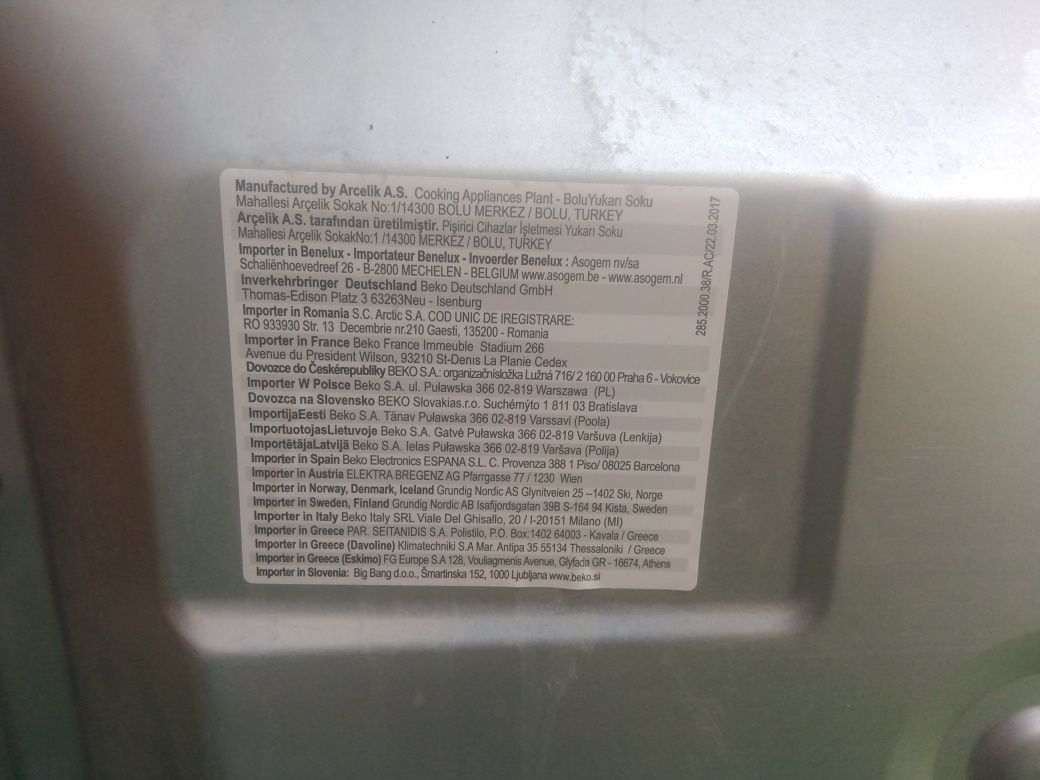 Manufactured by Arcelik A.S. Cooking Appliances Plant - BoluYukarı Soku
Mahallesi Arçelik Sokak No:1/14300 BOLU MERKEZ / BOLU, TURKEY
Arçelik A.S. tarafından üretilmiştir. Pişirici Cihazlar İşletmesi Yukarı Soku
Mahallesi Arçelik SokakNo:1 /14300 MERKEZ / BOLU, TURKEY
Importer in Benelux - Importateur Benelux - Invoerder Benelux : Asogem nv/sa
Schaliënhoevedreef 26 - B-2800 MECHELEN - BELGIUM www.asogem.be - www.asogem.nl
Inverkehrbringer Deutschland Beko Deutschland GmbH
Thomas-Edison Platz 3 63263Neu - Isenburg
Importer in Romania S.C. Arctic S.A. COD UNIC DE IREGISTRARE:
RO 933930 Str. 13 Decembrie nr.210 Gaesti, 135200 - Romania
Importer in France Beko France Immeuble Stadium 266
Avenue du President Wilson, 93210 St-Denis La Planie Cedex
Dovozce do Českérepubliky BEKO S.A.: organizačnísložka Lužná 716/ 2 160 00 Praha 6 - Vokovice
Importer W Polsce Beko S.A. ul. Puławska 366 02-819 Warszawa (PL)
Dovozca na Slovensko BEKO Slovakias.r.o. Suchémýto 1 811 03 Bratislava
ImportijaEesti Beko S.A. Tänav Puławska 366 02-819 Varssavi (Poola)
ImportuotojasLietuvoje Beko S.A. Gatvé Puławska 366 02-819 Varšuva (Lenkija)
ImportētājaLatvijā Beko S.A. Ielas Puławska 366 02-819 Varšava (Polija)
Importer in Spain Beko Electronics ESPANA S.L. C. Provenza 388 1 Piso/ 08025 Barcelona
Importer in Austria ELEKTRA BREGENZ AG Pfarrgasse 77 / 1230 Wien
Importer in Norway, Denmark, Iceland Grundig Nordic AS Glynitveien 25 –1402 Ski, Norge
Importer in Sweden, Finland Grundig Nordic AB Isafjordsgatan 39B S-164 94 Kista, Sweden
Importer in Italy Beko Italy SRL Viale Del Ghisallo, 20 / I-20151 Milano (MI)
Importer in Greece PAR. SEITANIDIS S.A. Polistilo, P.O. Box:1402 64003 - Kavala / Greece
Importer in Greece (Davoline) Klimatechniki S.A Mar. Antipa 35 55134 Thessaloniki / Greece
Importer in Greece (Eskimo) FG Europe S.A 128, Vouliagmenis Avenue, Glyfada GR - 16674, Athens
Importer in Slovenia: Big Bang d.o.o., Šmartinska 152, 1000 Ljubljana www.beko.si
285.2000.38/R.AC/22.03.2017